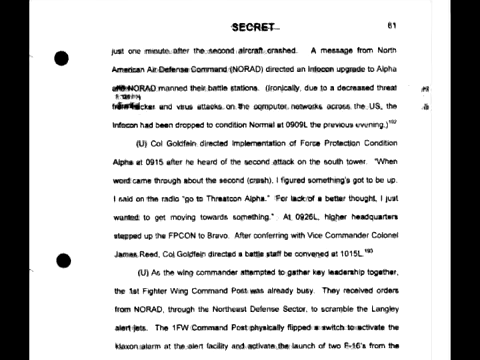 SECRET 61
just one minute after the second aircraft crashed. A message from North
American Air Defense Command (NORAD) directed an Infocon upgrade to Alpha
NORAD manned their battle stations. (Ironically, due to a decreased threat
hacker and virus attacks on the computer networks across the US, the
Infocon had been dropped to condition Normal at 0909L the previous evening.)
(U) Col Goldfein directed implementation of Force Protection Condition
Alpha at 0915 after he heard of the second attack on the south tower. "When
word came through about the second (crash), I figured something's got to be up.
I said on the radio "go to Threatcon Alpha." "For lack of a better thought, I just
wanted to get moving towards something." At 0926L, higher headquarters
stepped up the FPCON to Bravo. After conferring with Vice Commander Colonel
James Reed, Col Goldfein directed a battle staff be convened at 1015L.
(U) As the wing commander attempted to gather key leadership together,
the 1st Fighter Wing Command Post was already busy. They received orders
from NORAD, through the Northeast Defense Sector, to scramble the Langley
alert jets. The 1FW Command Post physically flipped a switch to activate the
klaxon alarm at the alert facility and activate the launch of two F-16's from the